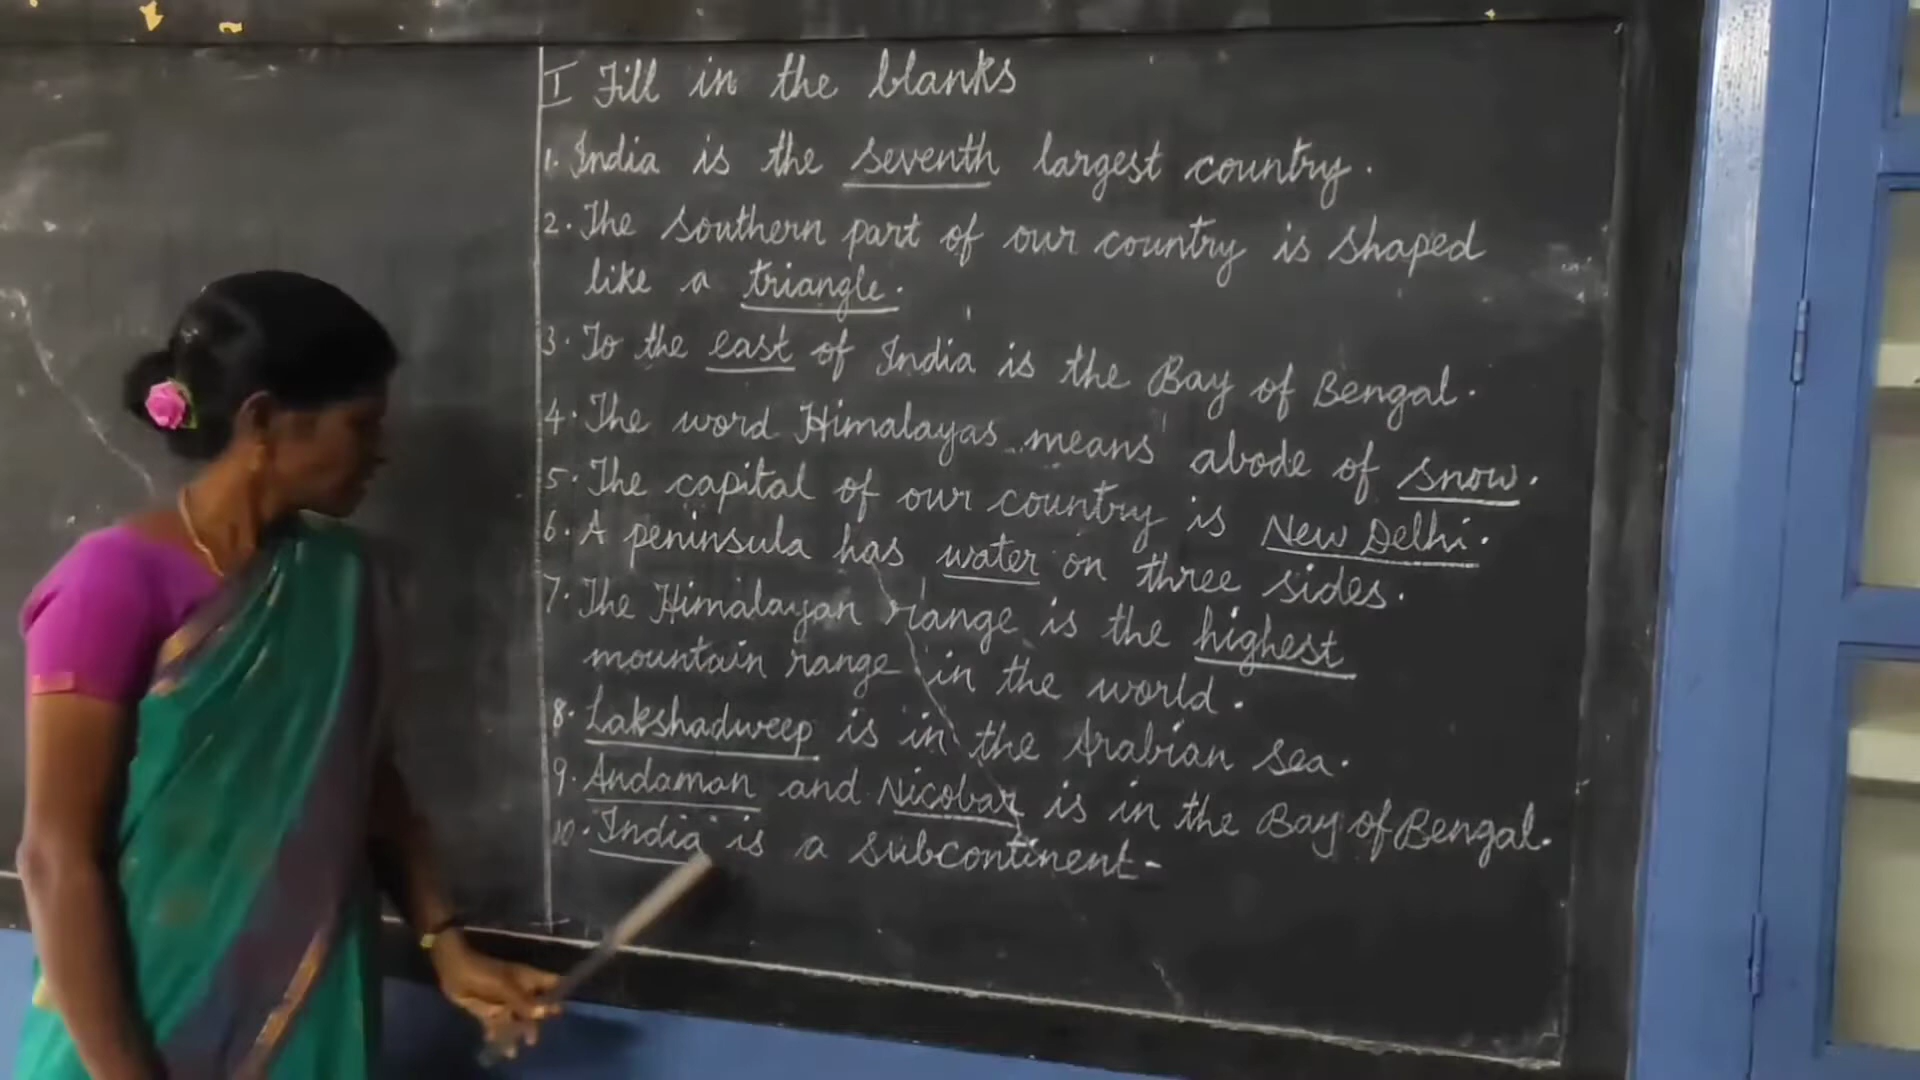 I Fill in the blanks
1. India is the seventh largest country.
2. The southern part of our country is shaped
like a triangle.
3. To the east of India is the Bay of Bengal.
4. The word Himalayas means abode of snow.
5. The capital of our country is New Delhi.
6. A peninsula has water on three sides.
7. The Himalayan range is the highest
mountain range in the world.
8. Lakshadweep is in the Arabian sea.
9. Andaman and Nicobar is in the Bay of Bengal.
10. India is a subcontinent.